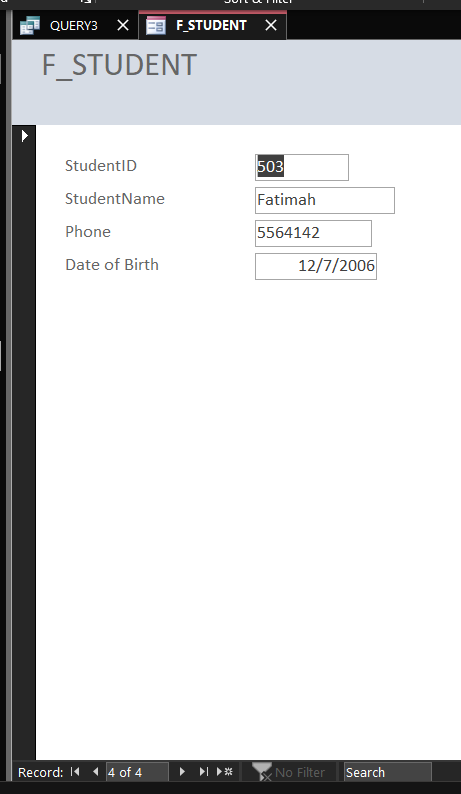 Sort & Filter
QUERY3
F_STUDENT
F_STUDENT
StudentID 503
StudentName Fatimah
Phone 5564142
Date of Birth 12/7/2006
Record: 4 of 4 No Filter Search